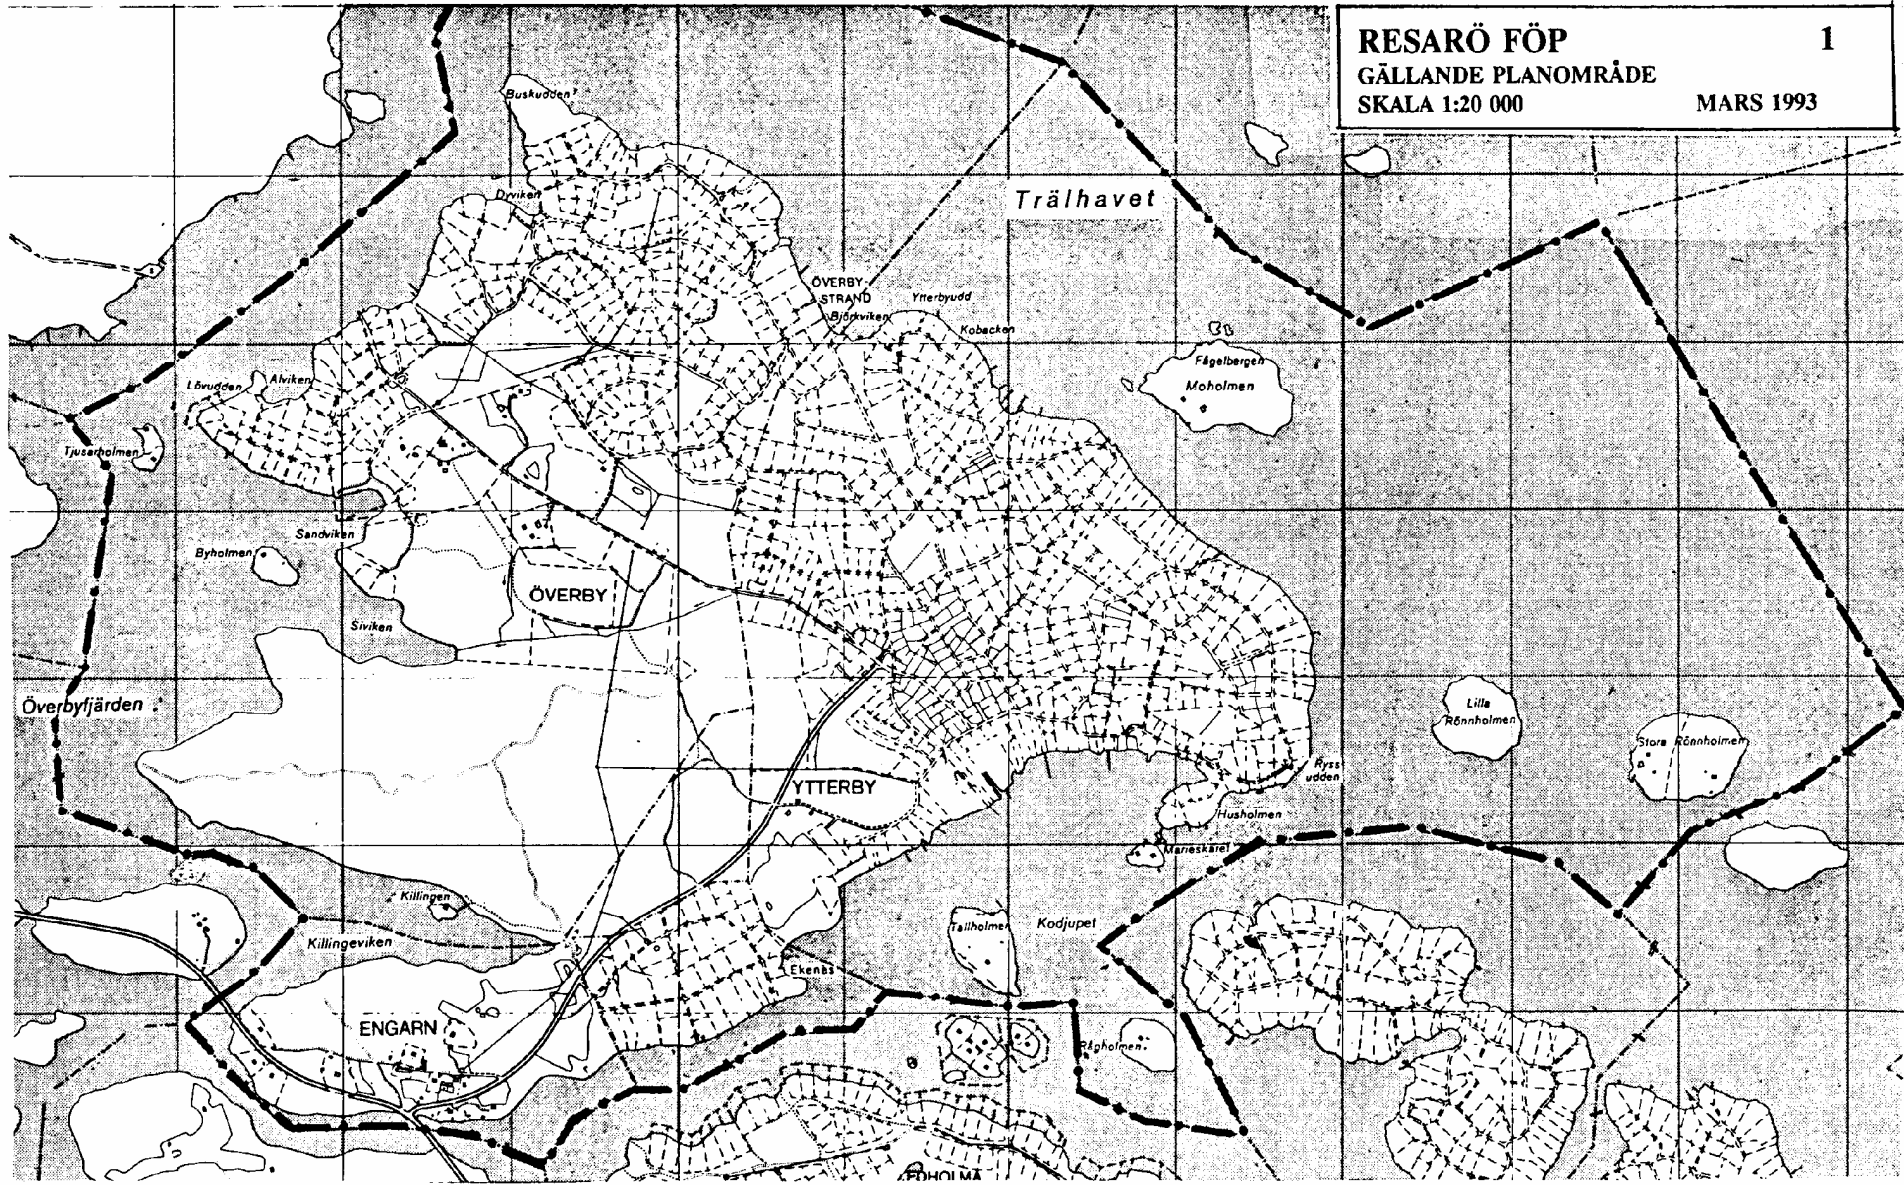 RESARÖ FÖP 1
GÄLLANDE PLANOMRÅDE
SKALA 1:20 000 MARS 1993
Buskudden
Dyviken
Trälhavet
ÖVERBY
STRAND
Björkviken
Ytterbyudd
Kobacken
Fågelbergen
Moholmen
Lövudden
Alviken
Tjusarholmen
Sandviken
Byholmen
ÖVERBY
Siviken
Överbyfjärden
Lilla
Rönnholmen
Stora Rönnholmen
YTTERBY
Ryss
udden
Husholmen
Marieskäret
Killingen
Killingeviken
Tallholmen
Kodjupet
Ekenäs
ENGARN
Rågholmen
EDHOLMA